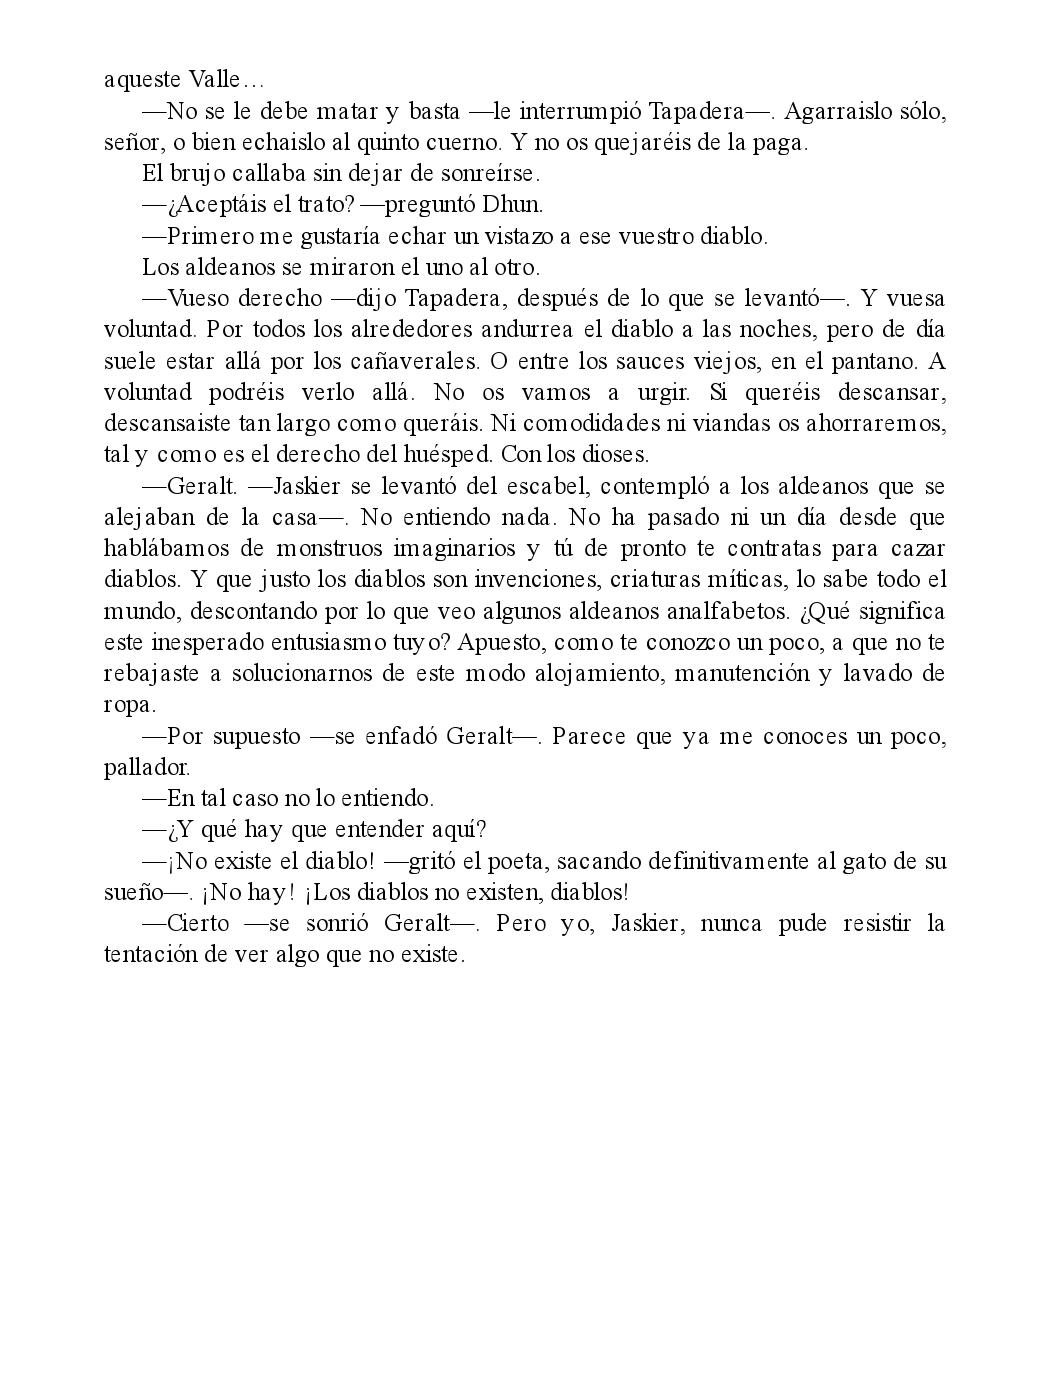 aqueste Valle…
—No se le debe matar y basta —le interrumpió Tapadera—. Agarraislo sólo,
señor, o bien echaislo al quinto cuerno. Y no os quejaréis de la paga.
El brujo callaba sin dejar de sonreírse.
—¿Aceptáis el trato? —preguntó Dhun.
—Primero me gustaría echar un vistazo a ese vuestro diablo.
Los aldeanos se miraron el uno al otro.
—Vueso derecho —dijo Tapadera, después de lo que se levantó—. Y vuesa
voluntad. Por todos los alrededores andurrea el diablo a las noches, pero de día
suele estar allá por los cañaverales. O entre los sauces viejos, en el pantano. A
voluntad podréis verlo allá. No os vamos a urgir. Si queréis descansar,
descansaiste tan largo como queráis. Ni comodidades ni viandas os ahorraremos,
tal y como es el derecho del huésped. Con los dioses.
—Geralt. —Jaskier se levantó del escabel, contempló a los aldeanos que se
alejaban de la casa—. No entiendo nada. No ha pasado ni un día desde que
hablábamos de monstruos imaginarios y tú de pronto te contratas para cazar
diablos. Y que justo los diablos son invenciones, criaturas míticas, lo sabe todo el
mundo, descontando por lo que veo algunos aldeanos analfabetos. ¿Qué significa
este inesperado entusiasmo tuyo? Apuesto, como te conozco un poco, a que no te
rebajaste a solucionarnos de este modo alojamiento, manutención y lavado de
ropa.
—Por supuesto —se enfadó Geralt—. Parece que ya me conoces un poco,
pallador.
—En tal caso no lo entiendo.
—¿Y qué hay que entender aquí?
—¡No existe el diablo! —gritó el poeta, sacando definitivamente al gato de su
sueño—. ¡No hay! ¡Los diablos no existen, diablos!
—Cierto —se sonrió Geralt—. Pero yo, Jaskier, nunca pude resistir la
tentación de ver algo que no existe.